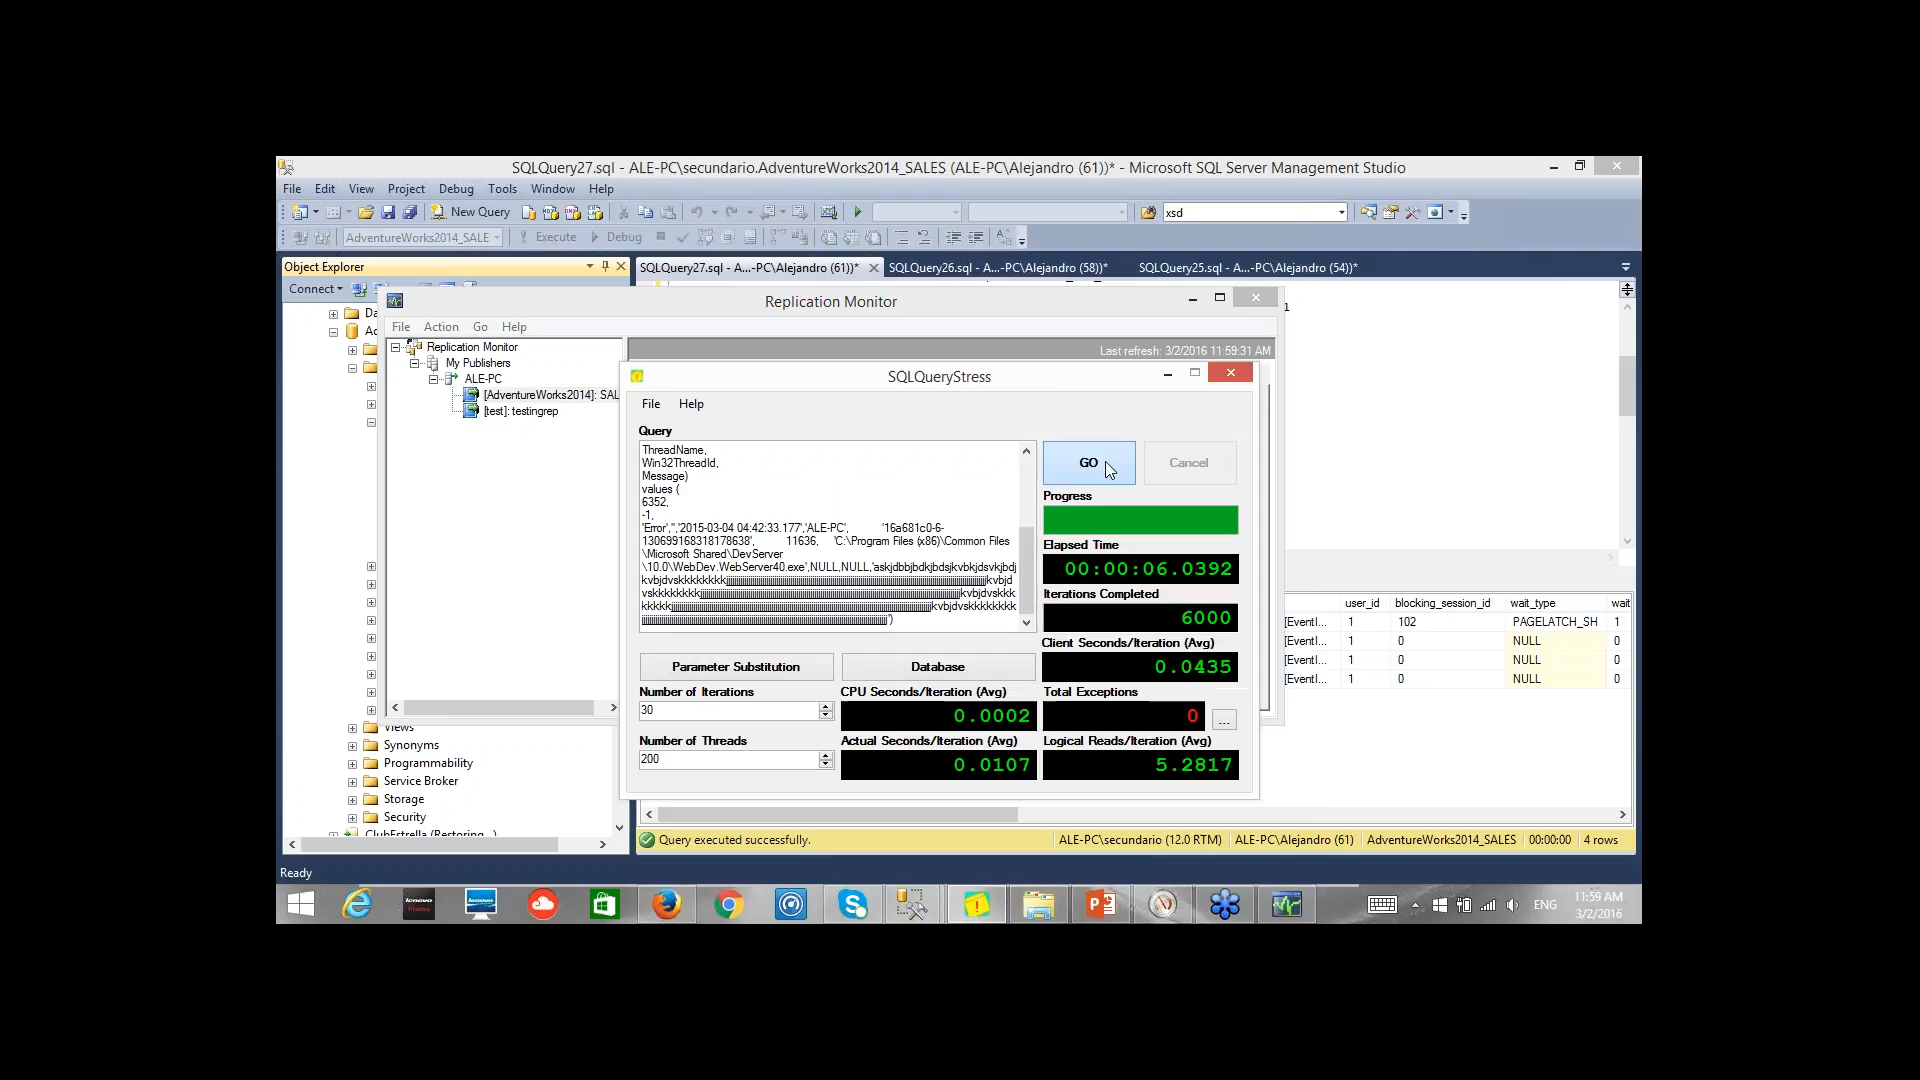 SQLQuery27.sql - ALE-PC\secundario.AdventureWorks2014_SALES (ALE-PC\Alejandro (61))* - Microsoft SQL Server Management Studio
File Edit View Project Debug Tools Window Help
New Query xsd
AdventureWorks2014_SALE Execute Debug
Object Explorer
Connect
SQLQuery27.sql - A...-PC\Alejandro (61))* SQLQuery26.sql - A...-PC\Alejandro (58))* SQLQuery25.sql - A...-PC\Alejandro (54))*
Replication Monitor
File Action Go Help
Replication Monitor
My Publishers
ALE-PC
[AdventureWorks2014]: SAL
[test]: testingrep
Last refresh: 3/2/2016 11:59:31 AM
SQLQueryStress
File Help
Query
ThreadName,
Win32ThreadId,
Message)
values (
6352,
-1,
'Error','','2015-03-04 04:42:33.177','ALE-PC', '16a681c0-6-
130699168318178638', 11636, 'C:\Program Files (x86)\Common Files
\Microsoft Shared\DevServer
GO Cancel
Progress
Elapsed Time
00:00:06.0392
Iterations Completed
6000
Client Seconds/Iteration (Avg)
0.0435
Parameter Substitution Database
Number of Iterations CPU Seconds/Iteration (Avg) Total Exceptions
30 0.0002 0 ...
Number of Threads Actual Seconds/Iteration (Avg) Logical Reads/Iteration (Avg)
200 0.0107 5.2817
user_id blocking_session_id wait_type wait
[EventI... 1 102 PAGELATCH_SH 1
[EventI... 1 0 NULL 0
[EventI... 1 0 NULL 0
[EventI... 1 0 NULL 0
Views
Synonyms
Programmability
Service Broker
Storage
Security
ClubEstrella (Restoring...)
Query executed successfully. ALE-PC\secundario (12.0 RTM) ALE-PC\Alejandro (61) AdventureWorks2014_SALES 00:00:00 4 rows
Ready
ENG 11:59 AM
3/2/2016